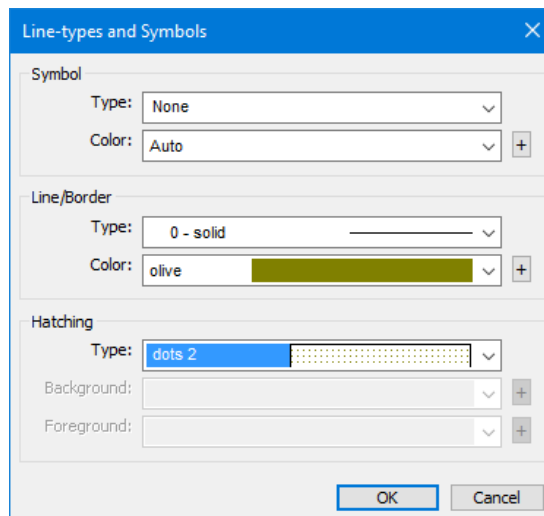 Line-types and Symbols
Symbol
Type: None
Color: Auto +
Line/Border
Type: 0 - solid
Color: olive +
Hatching
Type: dots 2
Background: +
Foreground: +
OK Cancel